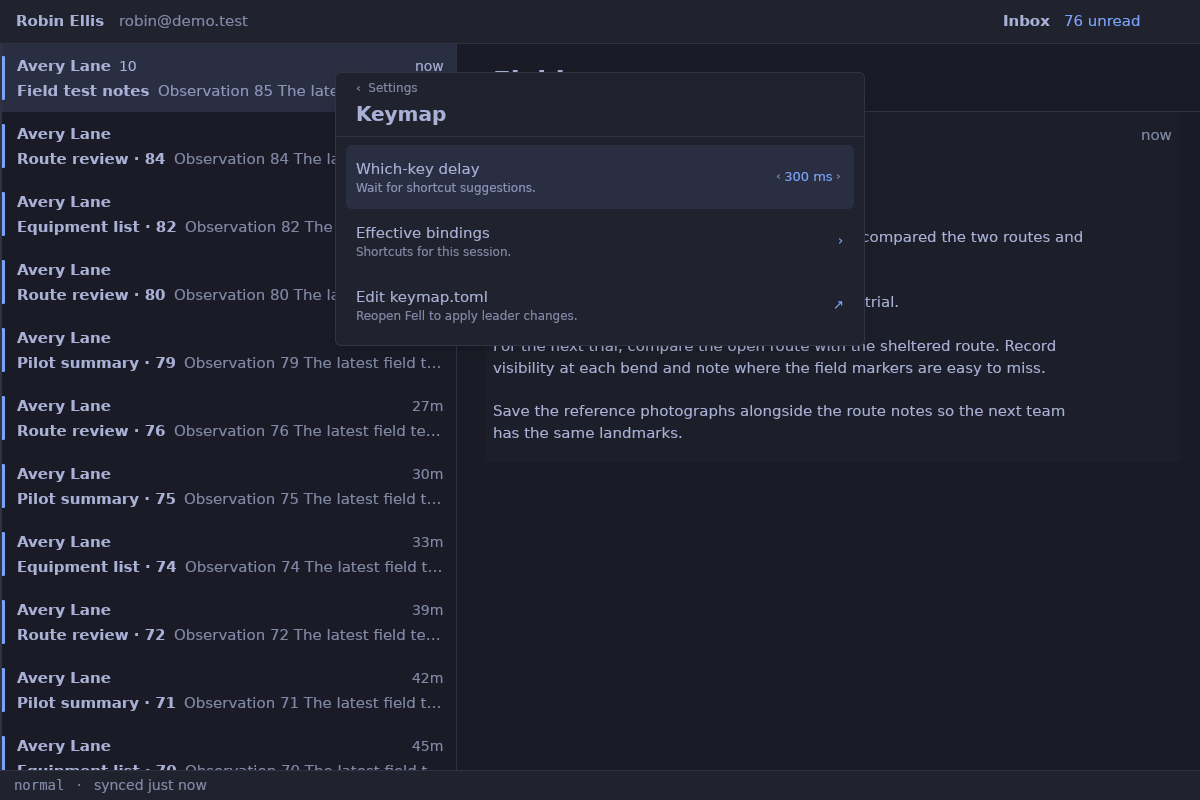 Robin Ellis robin@demo.test
Inbox 76 unread
Avery Lane 10 now
Field test notes Observation 85 The late
Avery Lane
Route review · 84 Observation 84 The la
Avery Lane
Equipment list · 82 Observation 82 The
Avery Lane
Route review · 80 Observation 80 The la
Avery Lane
Pilot summary · 79 Observation 79 The latest field t…
Avery Lane 27m
Route review · 76 Observation 76 The latest field te…
Avery Lane 30m
Pilot summary · 75 Observation 75 The latest field t…
Avery Lane 33m
Equipment list · 74 Observation 74 The latest field t…
Avery Lane 39m
Route review · 72 Observation 72 The latest field te…
Avery Lane 42m
Pilot summary · 71 Observation 71 The latest field t…
Avery Lane 45m
Equipment list · 70 Observation 70 The latest field t…
‹ Settings
Keymap
Which-key delay
Wait for shortcut suggestions.
‹ 300 ms ›
Effective bindings
Shortcuts for this session.
›
Edit keymap.toml
Reopen Fell to apply leader changes.
↗
now
compared the two routes and
trial.
For the next trial, compare the open route with the sheltered route. Record
visibility at each bend and note where the field markers are easy to miss.
Save the reference photographs alongside the route notes so the next team
has the same landmarks.
normal · synced just now